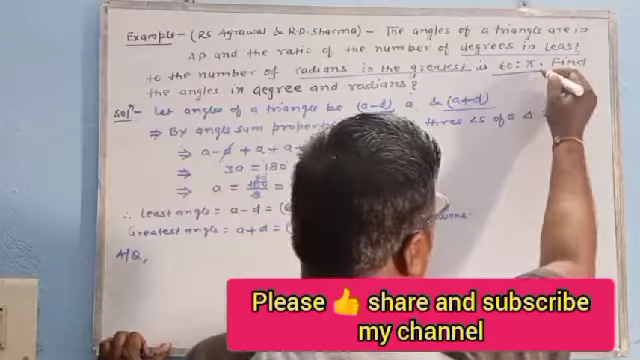 Example:- (RS Agrawal & R.D. Sharma) - The angles of a triangle are in
AP and the ratio of the number of degrees in least
to the number of radians in the greatest is 60:π. Find
the angles in degree and radians?
Solⁿ- Let angles of a triangle be (a-d) a & (a+d)
⇒ By angle sum three ∠s of a Δ
⇒ a - d + a + a +
⇒ 3a = 180
⇒ a = 180/3 =
∴ Least angle = a-d = (6
Greatest angle = a+d = (
A/Q,
Please 👍 share and subscribe
my channel